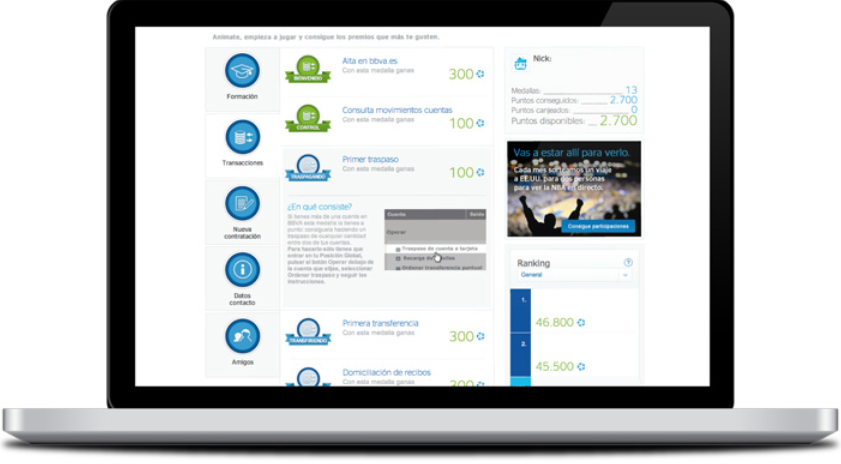 Anímate, empieza a jugar y consigue los premios que más te gusten.
Formación
Transacciones
Nueva
contratación
Datos
contacto
Amigos
BIENVENIDO
Alta en bbva.es
Con esta medalla ganas
300
CONTROL
Consulta movimientos cuentas
Con esta medalla ganas
100
TRASPASANDO
Primer traspaso
Con esta medalla ganas
100
¿En qué consiste?
Si tienes más de una cuenta en
BBVA esta medalla la tienes a
punto: consíguela haciendo un
traspaso de cualquier cantidad
entre dos de tus cuentas.
Para hacerlo sólo tienes que
entrar en tu Posición Global,
pulsar el botón Operar debajo de
la cuenta que elijas, seleccionar
Ordenar traspaso y seguir las
instrucciones.
Cuenta Saldo
Operar
Traspaso de cuenta a tarjeta
Recarga de móviles
Ordenar transferencia puntual
TRANSFIRIENDO
Primera transferencia
Con esta medalla ganas
300
Domiciliación de recibos
Con esta medalla ganas
300
Nick:
Medallas: 13
Puntos conseguidos: 2.700
Puntos canjeados: 0
Puntos disponibles: 2.700
Vas a estar allí para verlo.
Cada mes sorteamos un viaje
a EE.UU. para dos personas
para ver la NBA en directo.
Consigue participaciones
Ranking
?
General
1.
46.800
2.
45.500